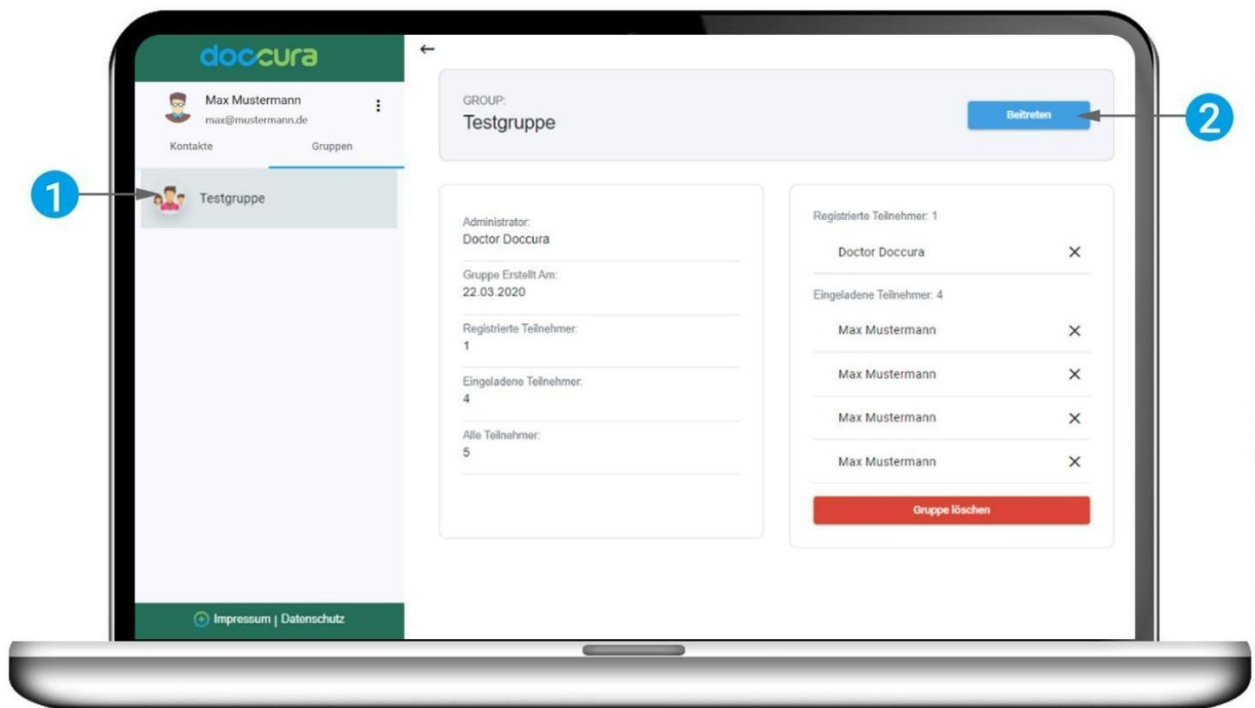 doccura
Max Mustermann
max@mustermann.de
Kontakte
Gruppen
1
Testgruppe
Impressum | Datenschutz
←
GROUP:
Testgruppe
Beitreten
2
Administrator:
Doctor Doccura
Gruppe Erstellt Am:
22.03.2020
Registrierte Teilnehmer:
1
Eingeladene Teilnehmer:
4
Alle Teilnehmer:
5
Registrierte Teilnehmer: 1
Doctor Doccura
Eingeladene Teilnehmer: 4
Max Mustermann
Max Mustermann
Max Mustermann
Max Mustermann
Gruppe löschen